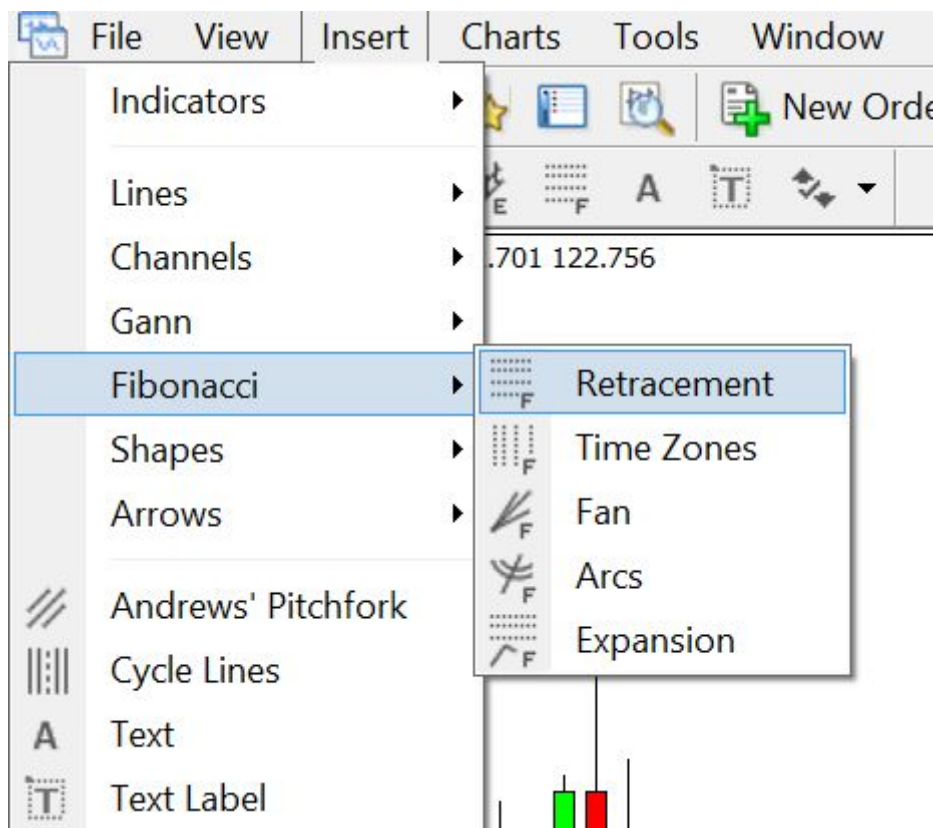 File View Insert Charts Tools Window
Indicators
New Orde
Lines
E F A T
Channels
.701 122.756
Gann
Fibonacci
F Retracement
Shapes
F Time Zones
Arrows
F Fan
F Arcs
Andrews' Pitchfork
F Expansion
Cycle Lines
A Text
T Text Label